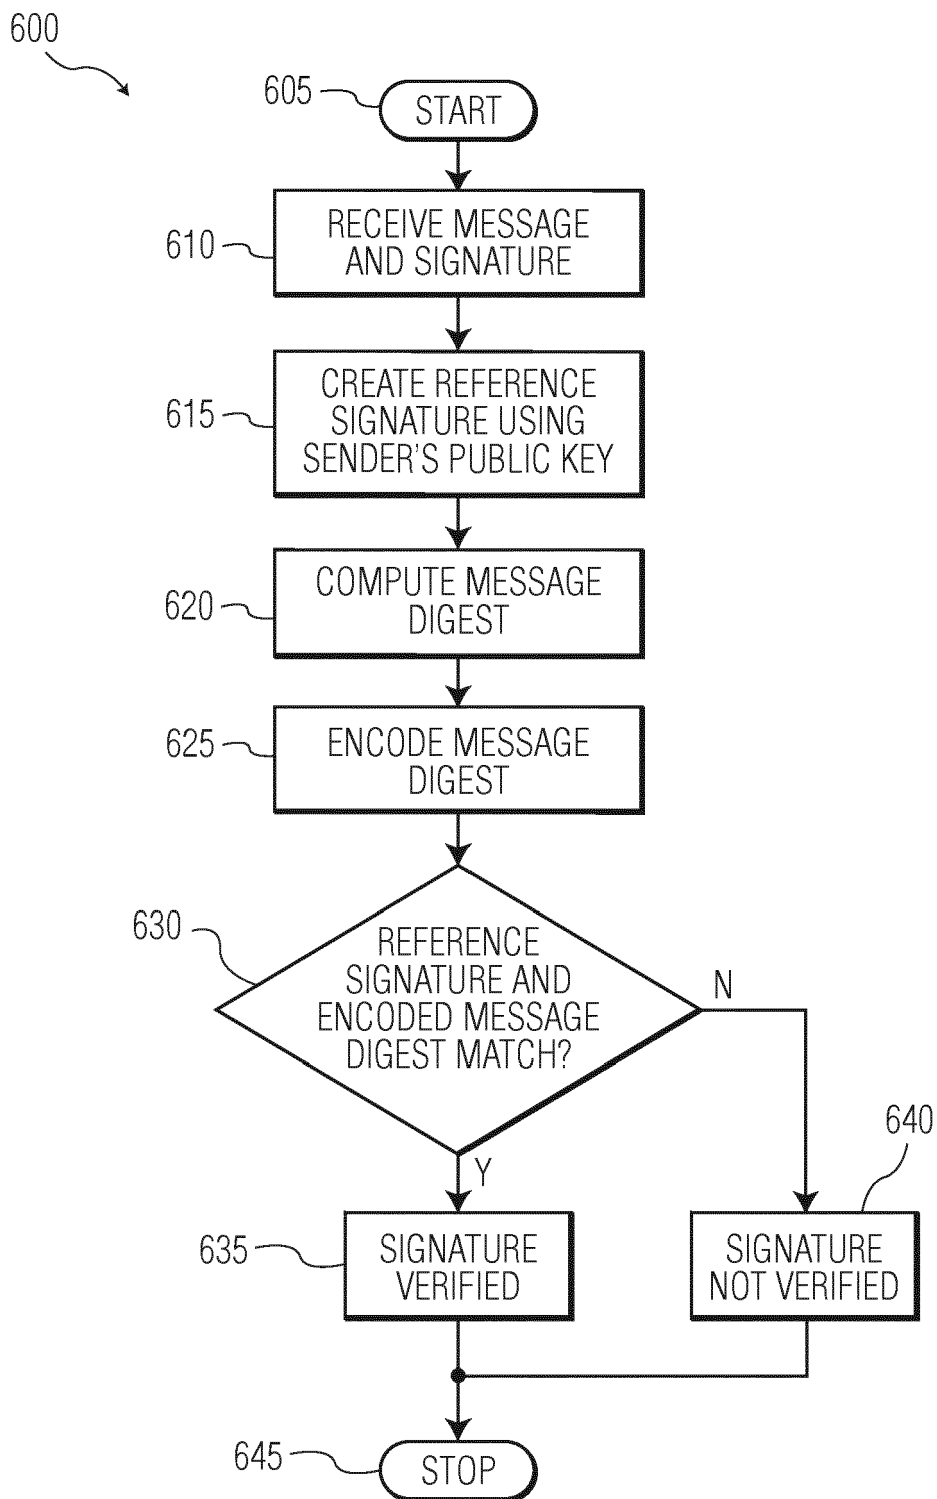 600
605
START
610
RECEIVE MESSAGE
AND SIGNATURE
615
CREATE REFERENCE
SIGNATURE USING
SENDER'S PUBLIC KEY
620
COMPUTE MESSAGE
DIGEST
625
ENCODE MESSAGE
DIGEST
630
REFERENCE
SIGNATURE AND
ENCODED MESSAGE
DIGEST MATCH?
N
Y
640
635
SIGNATURE
VERIFIED
SIGNATURE
NOT VERIFIED
645
STOP